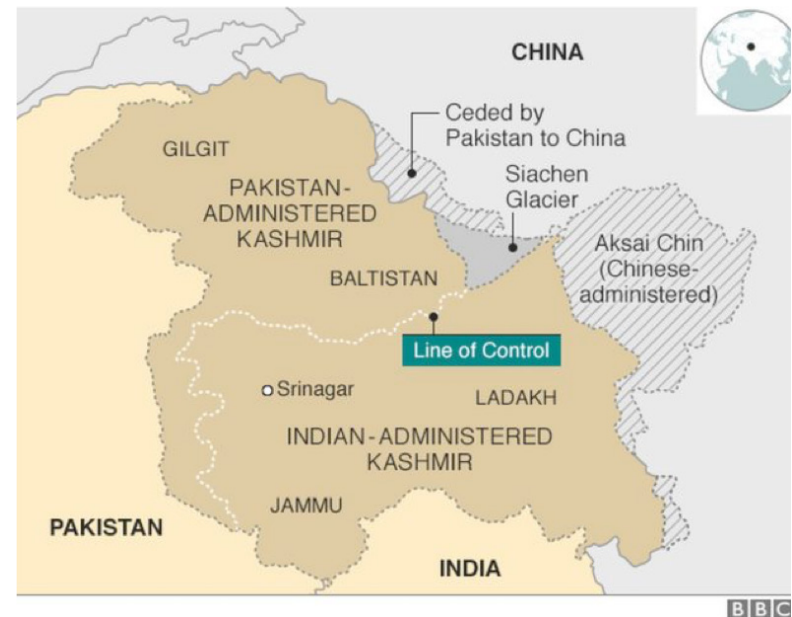 CHINA
Ceded by
Pakistan to China
GILGIT
Siachen
Glacier
PAKISTAN-
ADMINISTERED
KASHMIR
Aksai Chin
(Chinese-
administered)
BALTISTAN
Line of Control
Srinagar
LADAKH
INDIAN-ADMINISTERED
KASHMIR
JAMMU
PAKISTAN
INDIA
BBC